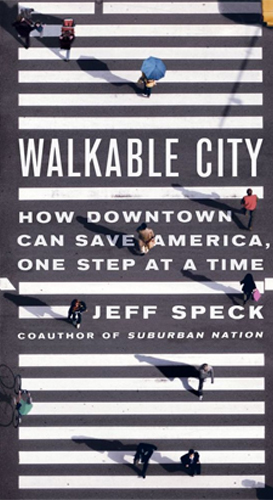 WALKABLE CITY
HOW DOWNTOWN
CAN SAVE AMERICA,
ONE STEP AT A TIME
JEFF SPECK
COAUTHOR OF SUBURBAN NATION